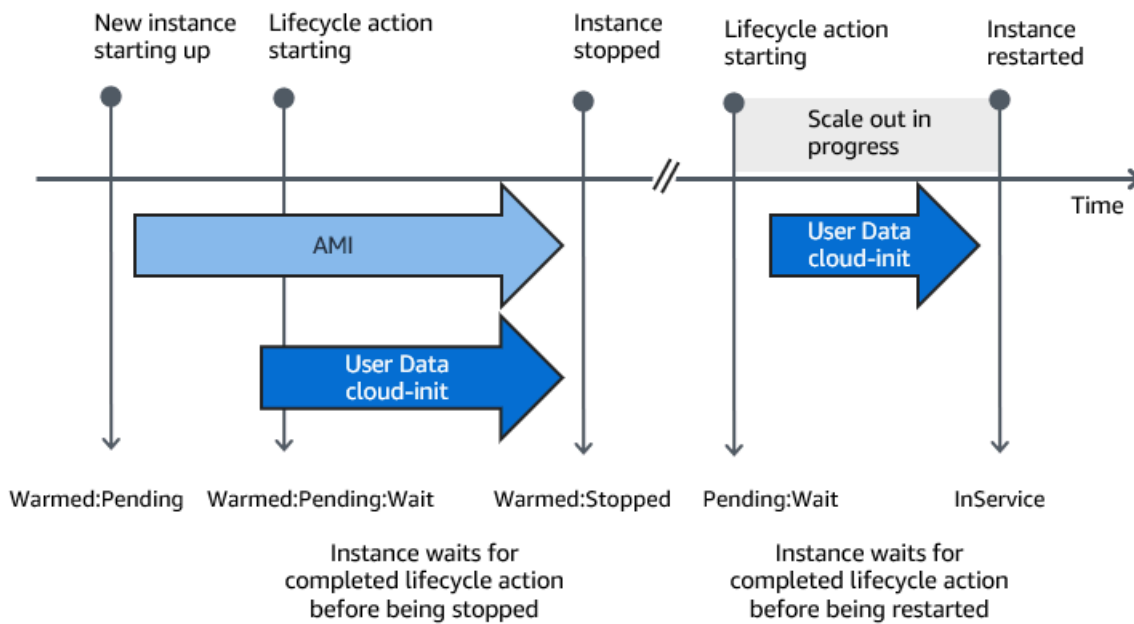 New instance
starting up
Lifecycle action
starting
Instance
stopped
Lifecycle action
starting
Instance
restarted
Scale out in
progress
Time
AMI
User Data
cloud-init
User Data
cloud-init
Warmed:Pending
Warmed:Pending:Wait
Warmed:Stopped
Pending:Wait
InService
Instance waits for
completed lifecycle action
before being stopped
Instance waits for
completed lifecycle action
before being restarted